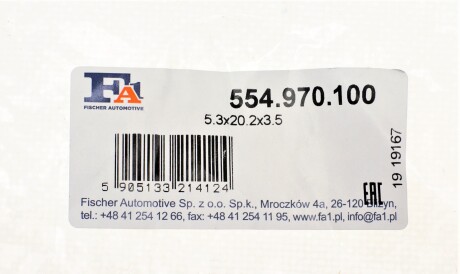 FA1
FISCHER AUTOMOTIVE
554.970.100
5.3x20.2x3.5
5 905133 214124
EAC
19 19167
Fischer Automotive Sp. z o.o. Sp.k., Mroczków 4a, 26-120 Bliżyn,
tel.: +48 41 254 12 66, fax: +48 41 254 11 95, www.fa1.pl, info@fa1.pl